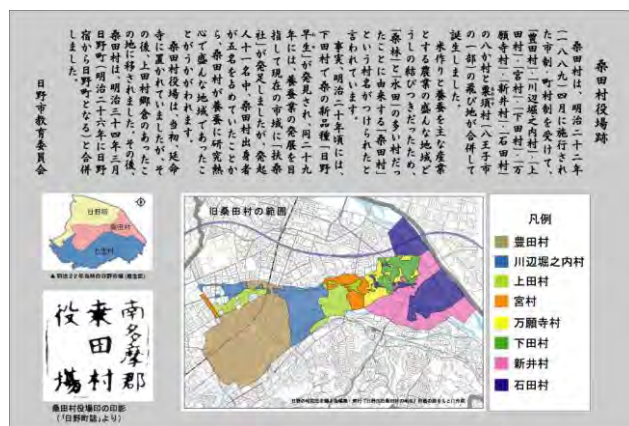 桑田村役場跡
桑田村は、明治二十二年
(一八八九)四月に施行され
た市制・町村制を受けて、
「豊田村」「川辺堀之内村」「上
田村」「宮村」「下田村」「万
願寺村」「新井村」「石田村」
の八か村と粟須村(八王子市
の一部)の飛び地が合併して
誕生しました。
米作りと養蚕を主な産業
とする農業の盛んな地域ど
うしの結びつきだったため、
「桑林」と「水田」の多い村だっ
たことに由来する「桑田村」
という村名がつけられたと
言われています。
事実、明治二十年頃には、
下田村で桑の新品種「日野
早生」が発見され、同二十九
年には、養蚕業の発展を目
指して現在の市域に「扶桑
社」が発足しましたが、発起
人十一名中、桑田村出身者
が五名を占めていたことか
ら、桑田村が養蚕に研究熱
心で盛んな地域であったこ
とがうかがわれます。
桑田村役場は、当初、延命
寺に置かれていましたが、そ
の後、上田村郷倉のあったこ
の地に移されました。その後、
桑田村は、明治三十四年三月
日野町(明治二十六年に日野
宿から日野町となる)と合併
しました。
日野市教育委員会
日野宿
桑田村
七生村
南多摩郡
桑田村
役場
桑田村役場印の印影
(「日野町誌」より)
旧桑田村の範囲
凡例
豊田村
川辺堀之内村
上田村
宮村
万願寺村
下田村
新井村
石田村